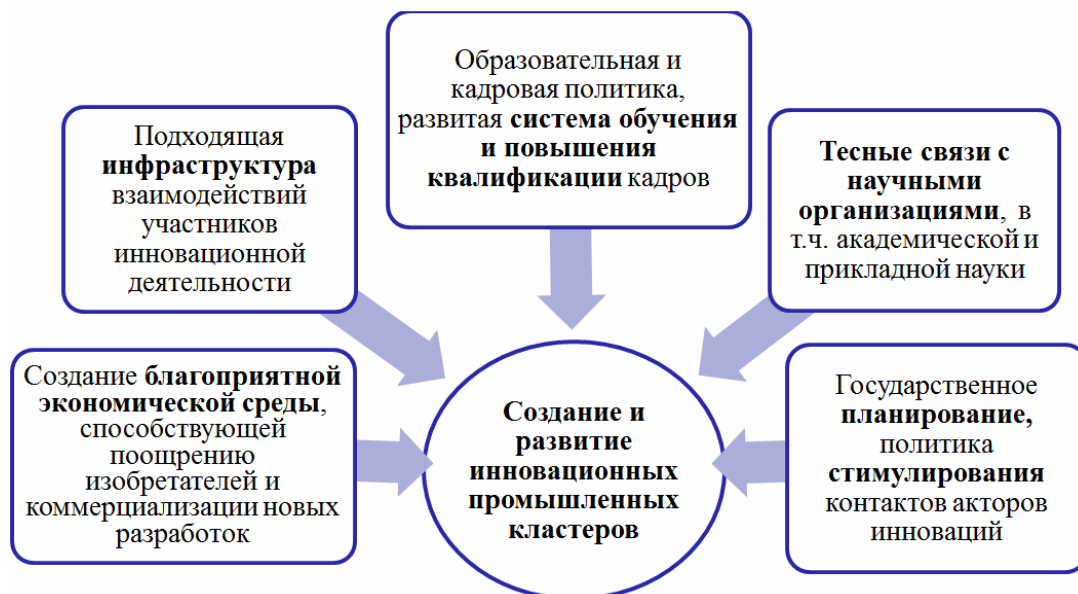 Создание благоприятной
экономической среды,
способствующей
поощрению
изобретателей и
коммерциализации новых
разработок
Подходящая
инфраструктура
взаимодействий
участников
инновационной
деятельности
Образовательная и
кадровая политика,
развитая система обучения
и повышения
квалификации кадров
Тесные связи с
научными
организациями, в
т.ч. академической и
прикладной науки
Государственное
планирование,
политика
стимулирования
контактов акторов
инноваций
Создание и
развитие
инновационных
промышленных
кластеров